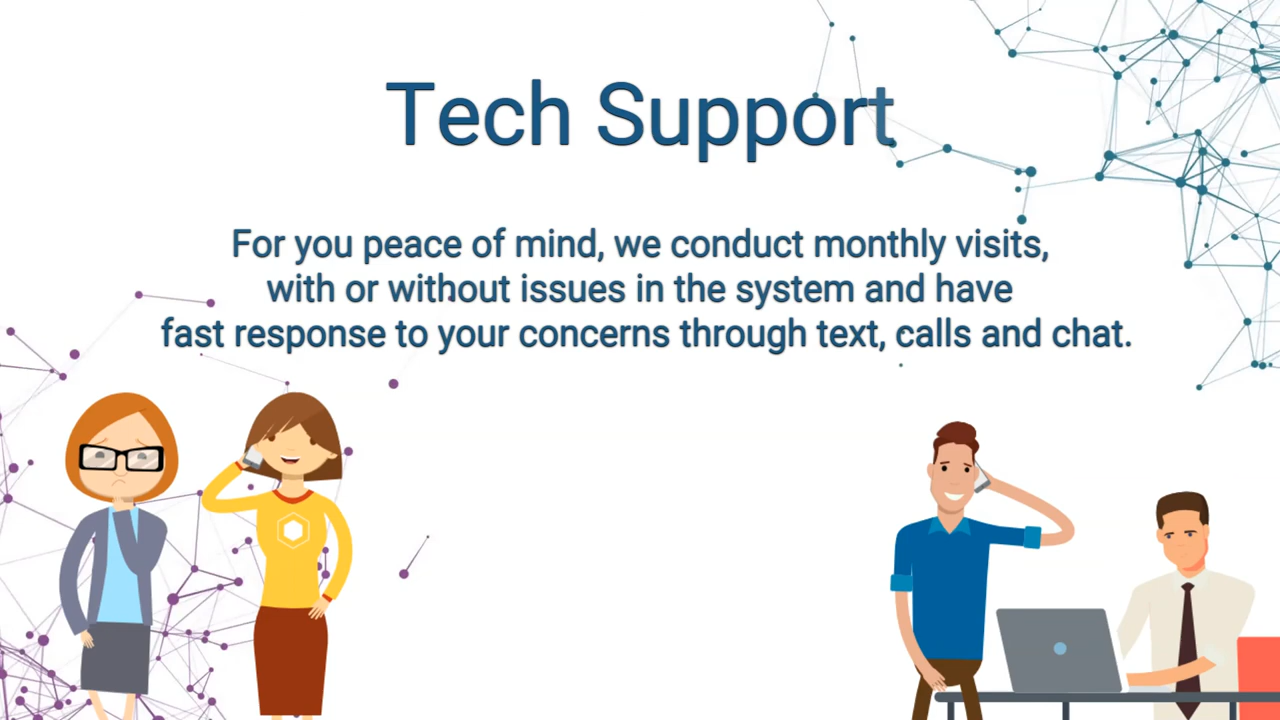 Tech Support
For you peace of mind, we conduct monthly visits,
with or without issues in the system and have
fast response to your concerns through text, calls and chat.